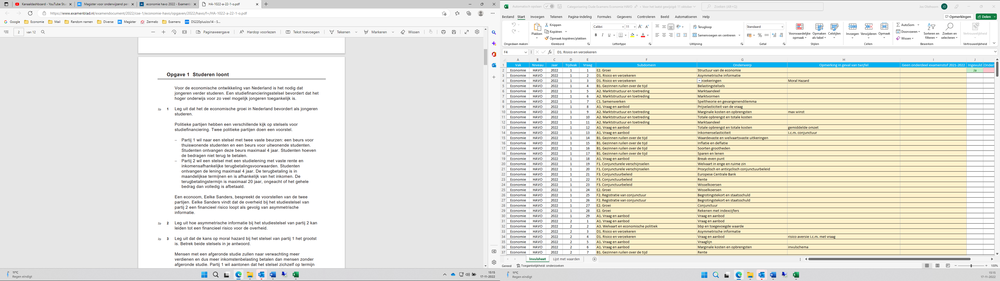 Kanaaldashboard - YouTube Stu
Magister voor onderwijzend per
economie havo 2022 - Examenb
HA-1022-a-22-1-o.pdf
https://www.examenblad.nl/examendocument/2022/cse-1/economie-havo/opgaven/2022/havo/f=/HA-1022-a-22-1-o.pdf
Google Economie Mail Random namen Diverse Magister Zermelo Examens DS220plusJos14 - S...
2 van 12 Paginaweergave Hardop voorlezen Tekst toevoegen Tekenen Markeren Wissen
Opgave 1 Studeren loont
Voor de economische ontwikkeling van Nederland is het nodig dat
jongeren verder studeren. Een studiefinancieringsstelsel bevordert dat het
hoger onderwijs voor zo veel mogelijk jongeren toegankelijk is.
2p 1 Leg uit dat het de economische groei in Nederland bevordert als jongeren
studeren.
Politieke partijen hebben een verschillende kijk op stelsels voor
studiefinanciering. Twee politieke partijen doen een voorstel.
– Partij 1 wil naar een stelsel met twee vaste beurzen: een beurs voor
thuiswonende studenten en een beurs voor uitwonende studenten.
Studenten ontvangen deze beurs maximaal 4 jaar. Studenten hoeven
de bedragen niet terug te betalen.
– Partij 2 wil een stelsel met een studielening met vaste rente en
inkomensafhankelijke terugbetalingsvoorwaarden. Studenten
ontvangen de lening maximaal 4 jaar. De terugbetaling is in
maandelijkse termijnen en is afhankelijk van het inkomen. De
terugbetalingstermijn is maximaal 20 jaar, ongeacht of het gehele
bedrag dan volledig is afbetaald.
Een econoom, Eelke Sanders, bespreekt de voorstellen van de twee
partijen. Eelke Sanders vindt dat de overheid bij het studiestelsel van
partij 2 een financieel risico loopt als gevolg van asymmetrische
informatie.
2p 2 Leg uit hoe asymmetrische informatie bij het studiestelsel van partij 2 kan
leiden tot een financieel risico voor de overheid.
2p 3 Leg uit dat de kans op moral hazard bij het stelsel van partij 1 het grootst
is. Betrek beide stelsels in je antwoord.
Mensen met een afgeronde studie zullen naar verwachting meer
verdienen en dus meer inkomstenbelasting betalen dan mensen zonder
afgeronde studie. Partij 1 wil aantonen dat het stelsel zichzelf op termijn
11°C
Regen eindigt
15:15
17-11-2022
Automatisch opslaan Categorisering Oude Examens Economie HAVO • Voor het laatst gewijzigd: 11 oktober Zoeken (Alt+Q) Jos Olsthoorn JO
Bestand Start Invoegen Tekenen Pagina-indeling Formules Gegevens Controleren Beeld Automatiseren Help Opmerkingen Delen
Plakken Knippen Kopiëren Opmaak kopiëren/plakken
Calibri 11 B I U Terugloop Samenvoegen en centreren Standaard % 000
Voorwaardelijke opmaak Opmaken als tabel Celstijlen Invoegen Verwijderen Opmaak
AutoSom Doorvoeren Wissen Sorteren en filteren Zoeken en selecteren Vertrouwelijkheid
Ongedaan maken Klembord Lettertype Uitlijning Getal Stijlen Cellen Bewerken Vertrouwelijkheid
F4 fx D1. Risico en verzekeren
A B C D E F G H I J
1 Vak Niveau Jaar Tijdvak Vraag Subdomein Onderwerp Opmerking in geval van twijfel Geen onderdeel examenstof 2021-2022 Ingevuld Onder
2 Economie HAVO 2022 1 1 E2. Groei Structuur van de economie Ja
3 Economie HAVO 2022 1 2 D1. Risico en verzekeren Asymmetrische informatie
4 Economie HAVO 2022 1 3 D1. Risico en verzekeren erzekeringen Moral Hazard
5 Economie HAVO 2022 1 4 B1. Gezinnen ruilen over de tijd Belastingstelsels
6 Economie HAVO 2022 1 5 A2. Marktstructuur en toetreding Marktaandeel
7 Economie HAVO 2022 1 6 A2. Marktstructuur en toetreding Marktvormen
8 Economie HAVO 2022 1 7 C1. Samenwerken Speltheorie en gevangenendilemma
9 Economie HAVO 2022 1 8 A1. Vraag en aanbod Prijselasticiteit van de vraag
10 Economie HAVO 2022 1 9 A2. Marktstructuur en toetreding Marginale kosten en opbrengsten max winst
11 Economie HAVO 2022 1 10 A2. Marktstructuur en toetreding Totale opbrengst en totale kosten
12 Economie HAVO 2022 1 11 A2. Marktstructuur en toetreding Marktaandeel
13 Economie HAVO 2022 1 12 A1. Vraag en aanbod Totale opbrengst en totale kosten gemiddelde omzet
14 Economie HAVO 2022 1 13 A1. Vraag en aanbod Inkomenselasticiteit i.c.m. conjunctuur
15 Economie HAVO 2022 1 14 B1. Gezinnen ruilen over de tijd Waardevaste en welvaartsvaste uitkeringen
16 Economie HAVO 2022 1 15 B1. Gezinnen ruilen over de tijd Inflatie en deflatie
17 Economie HAVO 2022 1 16 B1. Gezinnen ruilen over de tijd Soorten grootheden
18 Economie HAVO 2022 1 17 B1. Gezinnen ruilen over de tijd Sparen en lenen
19 Economie HAVO 2022 1 18 A1. Vraag en aanbod Break-even punt
20 Economie HAVO 2022 1 19 F1. Conjuncturele verschijnselen Welvaart in enge en ruime zin
21 Economie HAVO 2022 1 20 F1. Conjuncturele verschijnselen Procyclisch en anticyclisch conjunctuurbeleid
22 Economie HAVO 2022 1 21 F3. Conjunctuurbeleid Europese Centrale Bank
23 Economie HAVO 2022 1 22 F3. Conjunctuurbeleid Rente
24 Economie HAVO 2022 1 23 F3. Conjunctuurbeleid Wisselkoersen
25 Economie HAVO 2022 1 24 E2. Groei Wisselkoersen
26 Economie HAVO 2022 1 25 F2. Registratie van conjunctuur Begrotingstekort en staatsschuld
27 Economie HAVO 2022 1 26 F2. Registratie van conjunctuur Begrotingstekort en staatsschuld
28 Economie HAVO 2022 1 27 E2. Groei Conjunctuur
29 Economie HAVO 2022 1 28 E2. Groei Rekenen met indexcijfers
30 Economie HAVO 2022 1 29 A1. Vraag en aanbod Vraag en aanbod
31 Economie HAVO 2022 2 1 A1. Vraag en aanbod Vraag en aanbod
32 Economie HAVO 2022 2 2 A3. Welvaart en economische politiek bbp en toegevoegde waarde
33 Economie HAVO 2022 2 3 D1. Risico en verzekeren Asymmetrische informatie
34 Economie HAVO 2022 2 4 D1. Risico en verzekeren Vraag en aanbod risico aversie i.c.m. met vraag
35 Economie HAVO 2022 2 5 A1. Vraag en aanbod Vraaglijn
36 Economie HAVO 2022 2 6 A1. Vraag en aanbod Marginale kosten en opbrengsten invulschema
37 Economie HAVO 2022 2 7 B1. Gezinnen ruilen over de tijd Rente
Invulsheet Lijst met waarden
Gereed Toegankelijkheid: onderzoeken 100%
11°C
Regen eindigt
15:15
17-11-2022